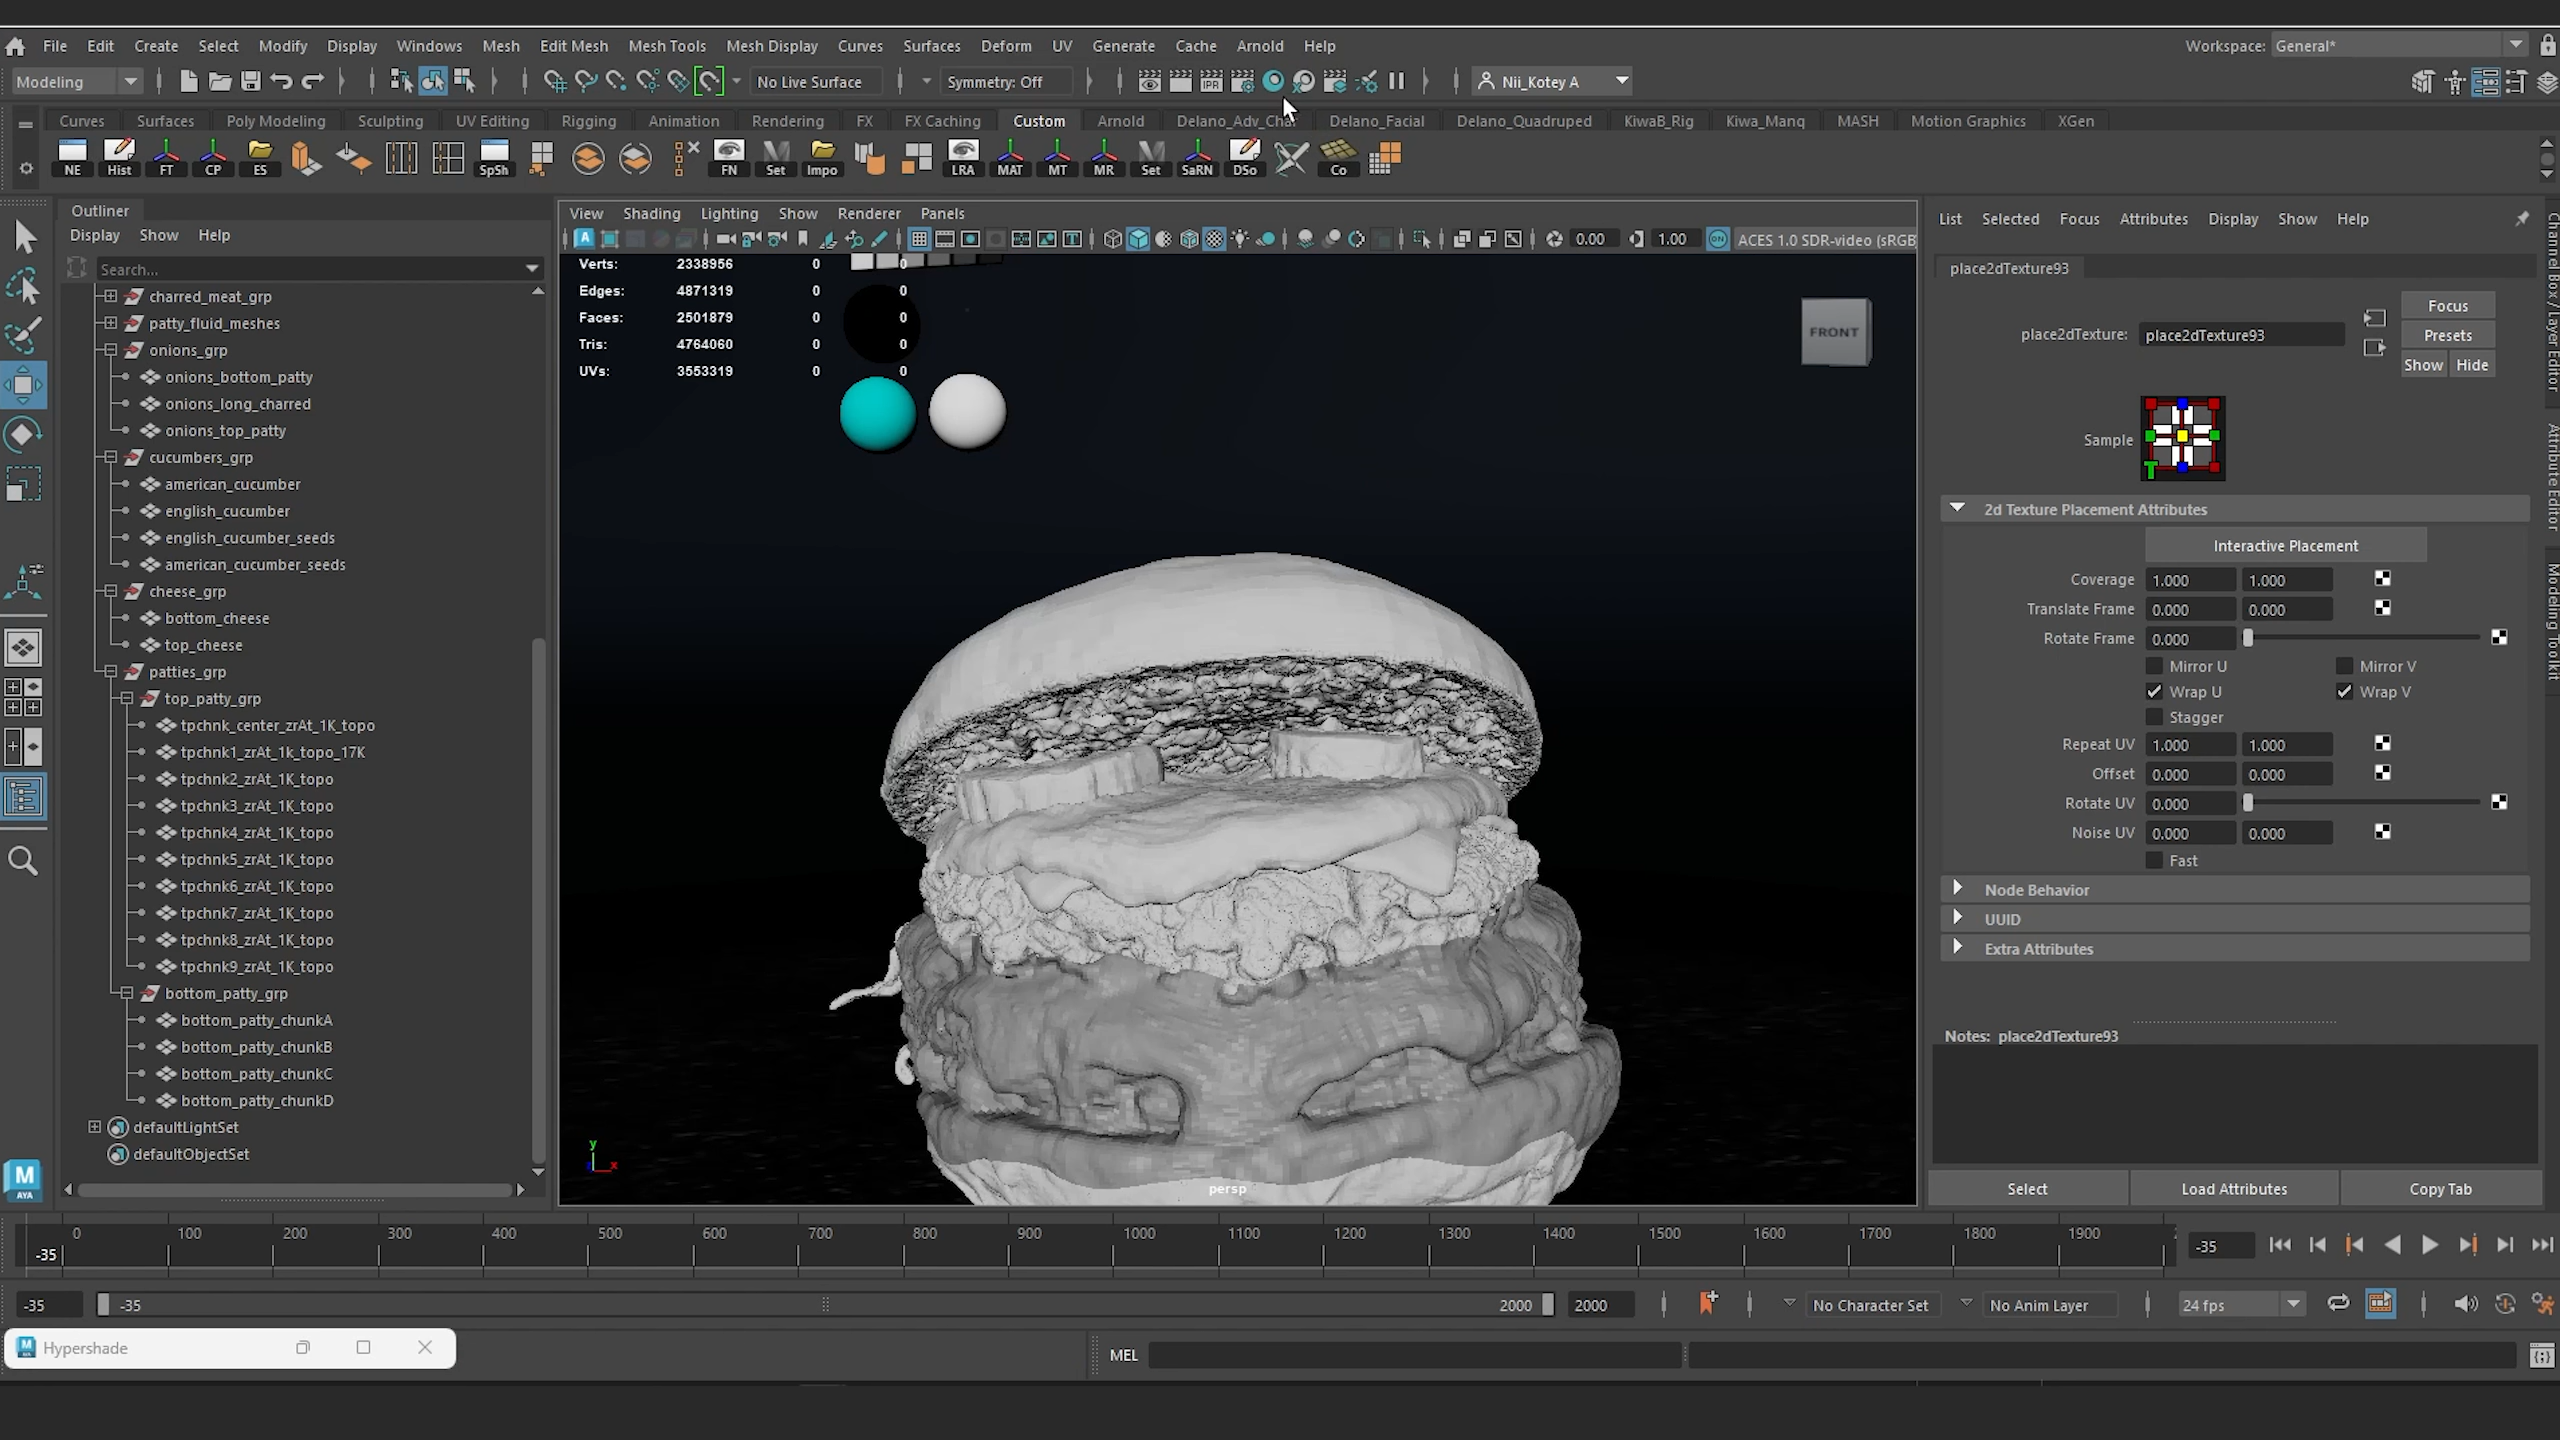 File Edit Create Select Modify Display Windows Mesh Edit Mesh Mesh Tools Mesh Display Curves Surfaces Deform UV Generate Cache Arnold Help
Workspace: General*
Modeling
No Live Surface
Symmetry: Off
IPR
Nii_Kotey A
Curves Surfaces Poly Modeling Sculpting UV Editing Rigging Animation Rendering FX FX Caching Custom Arnold Delano_Adv_Char Delano_Facial Delano_Quadruped KiwaB_Rig Kiwa_Manq MASH Motion Graphics XGen
NE Hist FT CP ES SpSh FN Set Impo LRA MAT MT MR Set SaRN DSo Co
Outliner
Display Show Help
Search...
charred_meat_grp
patty_fluid_meshes
onions_grp
onions_bottom_patty
onions_long_charred
onions_top_patty
cucumbers_grp
american_cucumber
english_cucumber
english_cucumber_seeds
american_cucumber_seeds
cheese_grp
bottom_cheese
top_cheese
patties_grp
top_patty_grp
tpchnk_center_zrAt_1K_topo
tpchnk1_zrAt_1k_topo_17K
tpchnk2_zrAt_1K_topo
tpchnk3_zrAt_1K_topo
tpchnk4_zrAt_1K_topo
tpchnk5_zrAt_1K_topo
tpchnk6_zrAt_1K_topo
tpchnk7_zrAt_1K_topo
tpchnk8_zrAt_1K_topo
tpchnk9_zrAt_1K_topo
bottom_patty_grp
bottom_patty_chunkA
bottom_patty_chunkB
bottom_patty_chunkC
bottom_patty_chunkD
defaultLightSet
defaultObjectSet
M
AYA
View Shading Lighting Show Renderer Panels
0.00
1.00
ON
ACES 1.0 SDR-video (sRGB
Verts: 2338956 0 0
Edges: 4871319 0 0
Faces: 2501879 0 0
Tris: 4764060 0 0
UVs: 3553319 0 0
FRONT
y
x
persp
List Selected Focus Attributes Display Show Help
place2dTexture93
place2dTexture: place2dTexture93
Focus
Presets
Show Hide
Sample
2d Texture Placement Attributes
Interactive Placement
Coverage 1.000 1.000
Translate Frame 0.000 0.000
Rotate Frame 0.000
Mirror U Mirror V
Wrap U Wrap V
Stagger
Repeat UV 1.000 1.000
Offset 0.000 0.000
Rotate UV 0.000
Noise UV 0.000 0.000
Fast
Node Behavior
UUID
Extra Attributes
Notes: place2dTexture93
Select Load Attributes Copy Tab
Channel Box / Layer Editor
Attribute Editor
Modeling Toolkit
0 100 200 300 400 500 600 700 800 900 1000 1100 1200 1300 1400 1500 1600 1700 1800 1900
-35
-35
-35
-35
2000
2000
No Character Set
No Anim Layer
24 fps
Hypershade
MEL